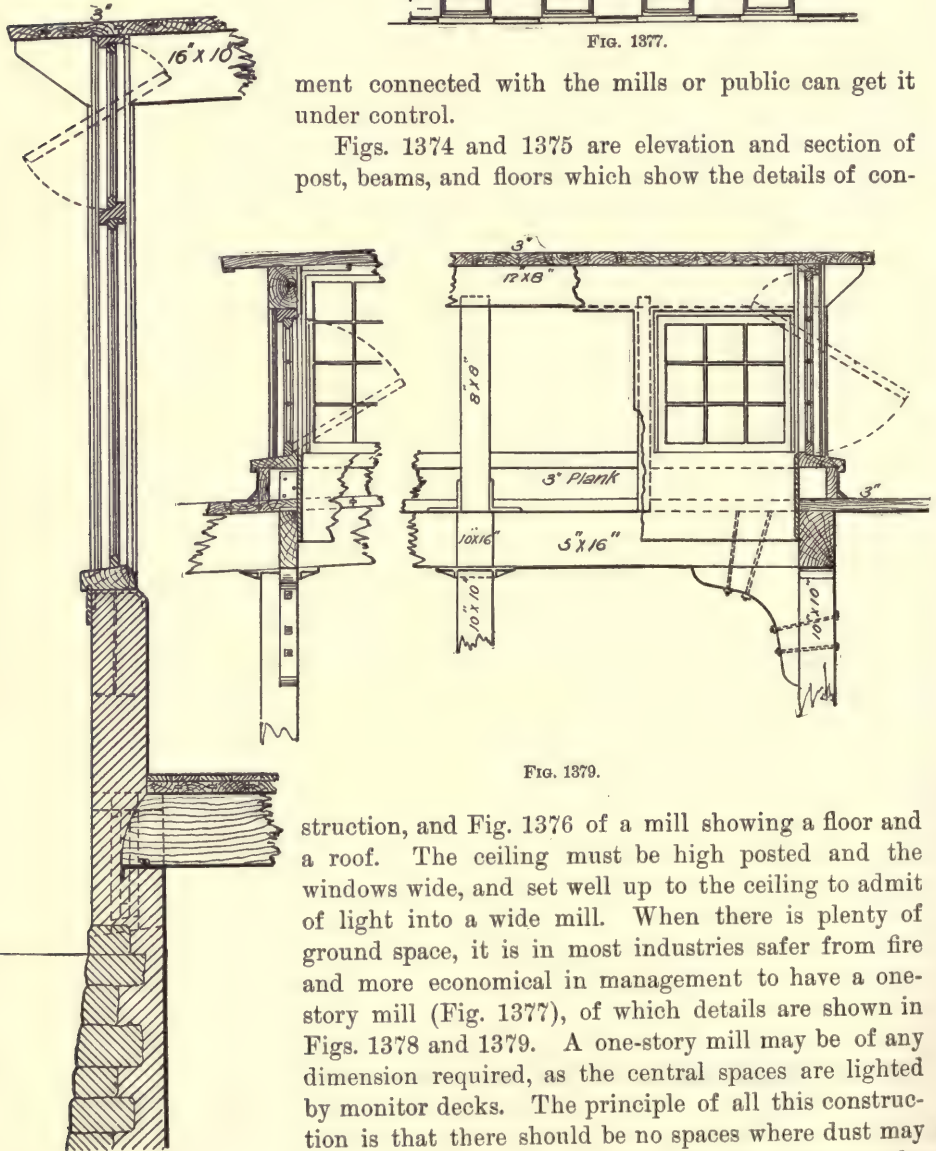 3"
16"X10"
FIG. 1377.
ment connected with the mills or public can get it
under control.
Figs. 1374 and 1375 are elevation and section of
post, beams, and floors which show the details of con-
3"
12"X8"
8"X8"
3" Plank
3"
10X16"
5"X16"
10"X10"
10"X10"
FIG. 1379.
struction, and Fig. 1376 of a mill showing a floor and
a roof. The ceiling must be high posted and the
windows wide, and set well up to the ceiling to admit
of light into a wide mill. When there is plenty of
ground space, it is in most industries safer from fire
and more economical in management to have a one-
story mill (Fig. 1377), of which details are shown in
Figs. 1378 and 1379. A one-story mill may be of any
dimension required, as the central spaces are lighted
by monitor decks. The principle of all this construc-
tion is that there should be no spaces where dust may